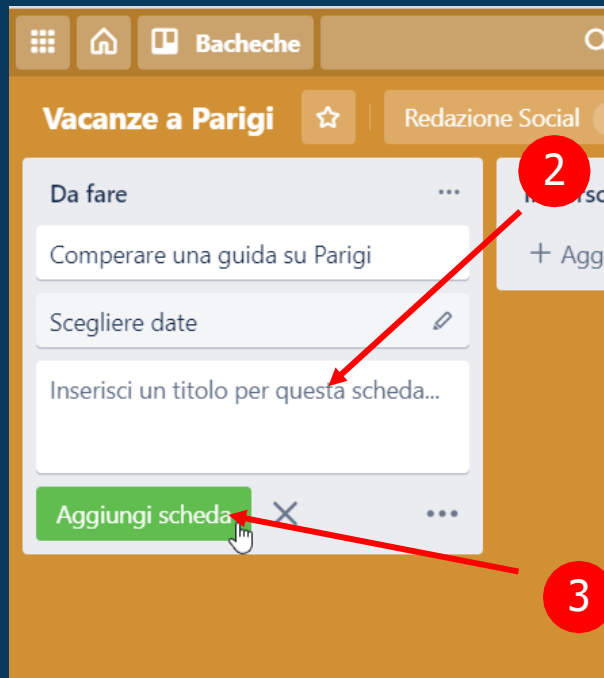 Bacheche
Vacanze a Parigi
Redazione Social
2
Da fare
Comperare una guida su Parigi
+ Agg
Scegliere date
Inserisci un titolo per questa scheda...
Aggiungi scheda
3